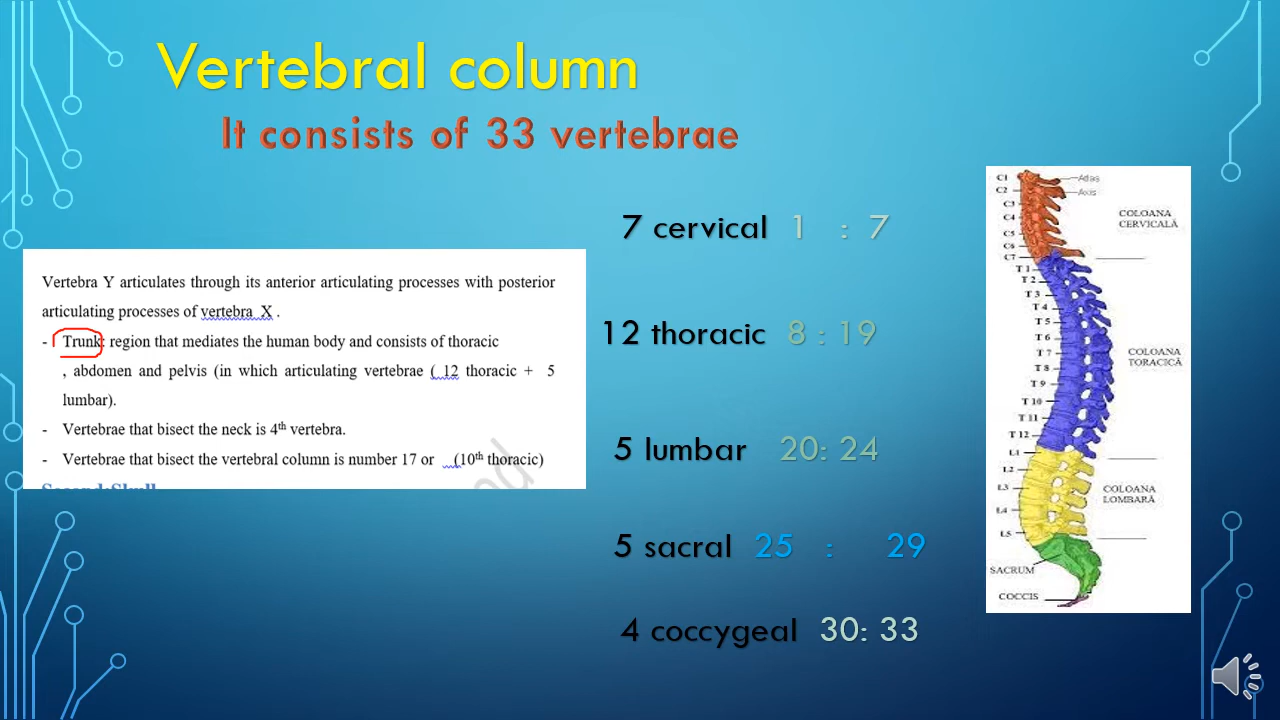 Vertebral column
It consists of 33 vertebrae
7 cervical 1 : 7
12 thoracic 8 : 19
5 lumbar 20: 24
5 sacral 25 : 29
4 coccygeal 30: 33
Vertebra Y articulates through its anterior articulating processes with posterior
articulating processes of vertebra X .
- Trunk: region that mediates the human body and consists of thoracic
, abdomen and pelvis (in which articulating vertebrae ( 12 thoracic + 5
lumbar).
- Vertebrae that bisect the neck is 4th vertebra.
- Vertebrae that bisect the vertebral column is number 17 or (10th thoracic)
C1
Atlas
C2
Axis
C3
C4
C5
C6
C7
COLOANA
CERVICALĂ
T 1
T 2
T 3
T 4
T 5
T 6
T 7
T 8
T 9
T 10
T 11
T 12
COLOANA
TORACICĂ
L1
L2
L3
L4
L5
COLOANA
LOMBARĂ
SACRUM
COCCIS